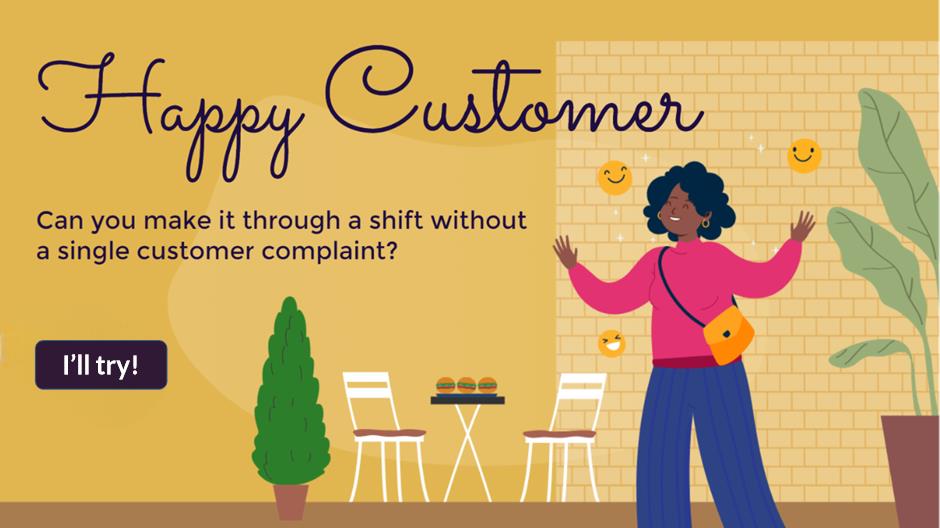 Happy Customer
Can you make it through a shift without
a single customer complaint?
I'll try!